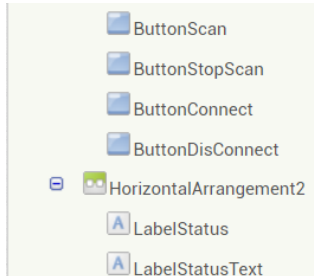 ButtonScan
ButtonStopScan
ButtonConnect
ButtonDisConnect
HorizontalArrangement2
A LabelStatus
A LabelStatusText